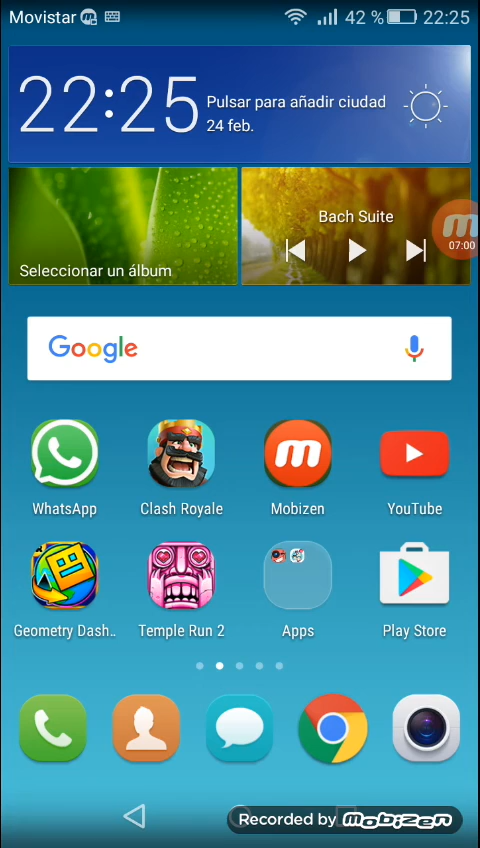 Movistar 42 % 22:25
22:25
Pulsar para añadir ciudad
24 feb.
Seleccionar un álbum
Bach Suite
07:00
Google
WhatsApp Clash Royale Mobizen YouTube
Geometry Dash.. Temple Run 2 Apps Play Store
Recorded by Mobizen